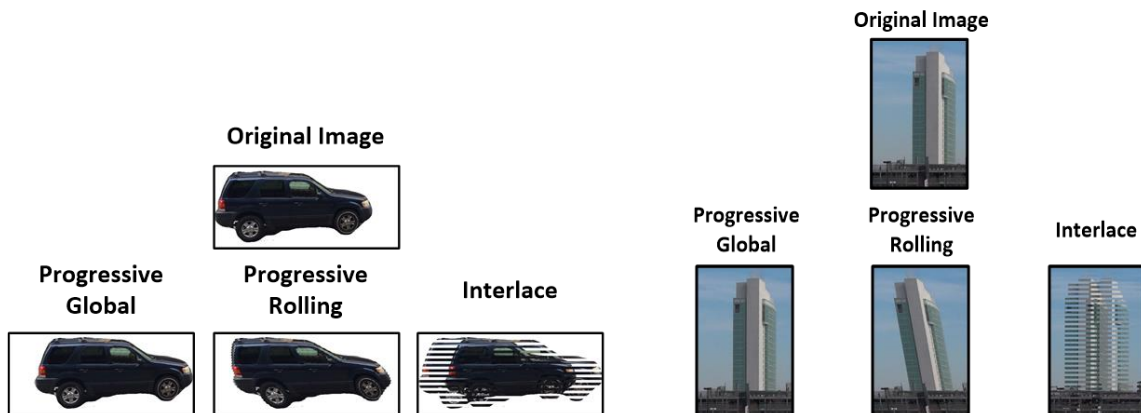 Original Image
Progressive
Global
Progressive
Rolling
Interlace
Original Image
Progressive
Global
Progressive
Rolling
Interlace